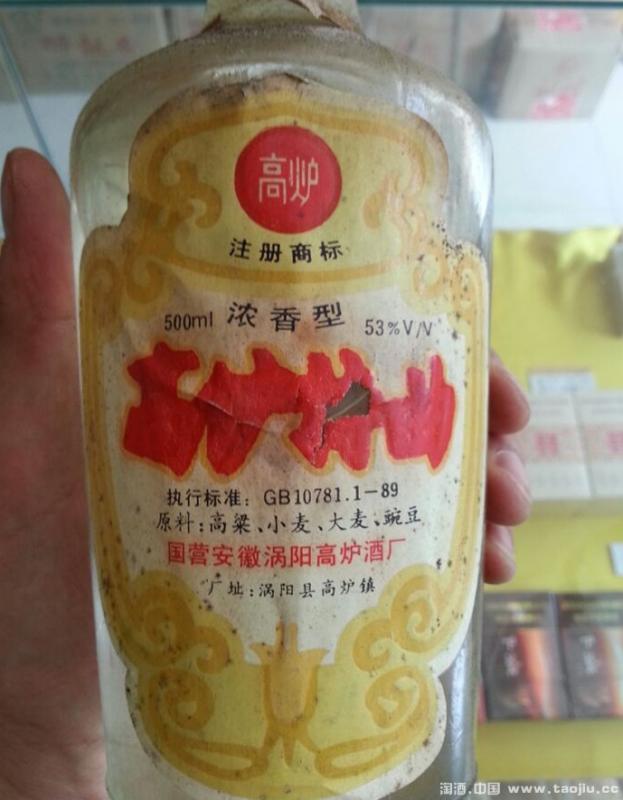 高炉
注册商标
500ml 浓香型 53%V/V
高炉特曲
执行标准: GB10781.1-89
原料:高粱、小麦、大麦、豌豆
国营安徽涡阳高炉酒厂
厂址:涡阳县高炉镇
淘酒.中国 www.taojiu.cc